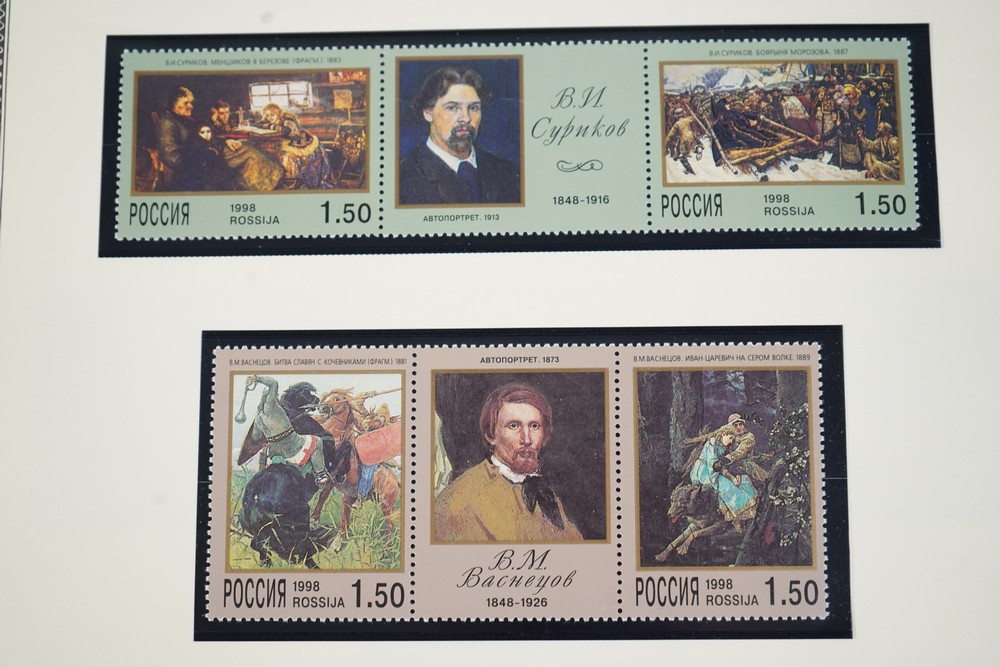 В.И.СУРИКОВ. МЕНШИКОВ В БЕРЕЗОВЕ (ФРАГМ.). 1883
РОССИЯ 1998 ROSSIJA 1.50
В.И.
Суриков
АВТОПОРТРЕТ. 1913
1848-1916
В.И.СУРИКОВ. БОЯРЫНЯ МОРОЗОВА. 1887
РОССИЯ 1998 ROSSIJA 1.50
В.М.ВАСНЕЦОВ. БИТВА СЛАВЯН С КОЧЕВНИКАМИ (ФРАГМ.). 1881
РОССИЯ 1998 ROSSIJA 1.50
АВТОПОРТРЕТ. 1873
В.М.
Васнецов
1848-1926
В.М.ВАСНЕЦОВ. ИВАН-ЦАРЕВИЧ НА СЕРОМ ВОЛКЕ. 1889
РОССИЯ 1998 ROSSIJA 1.50